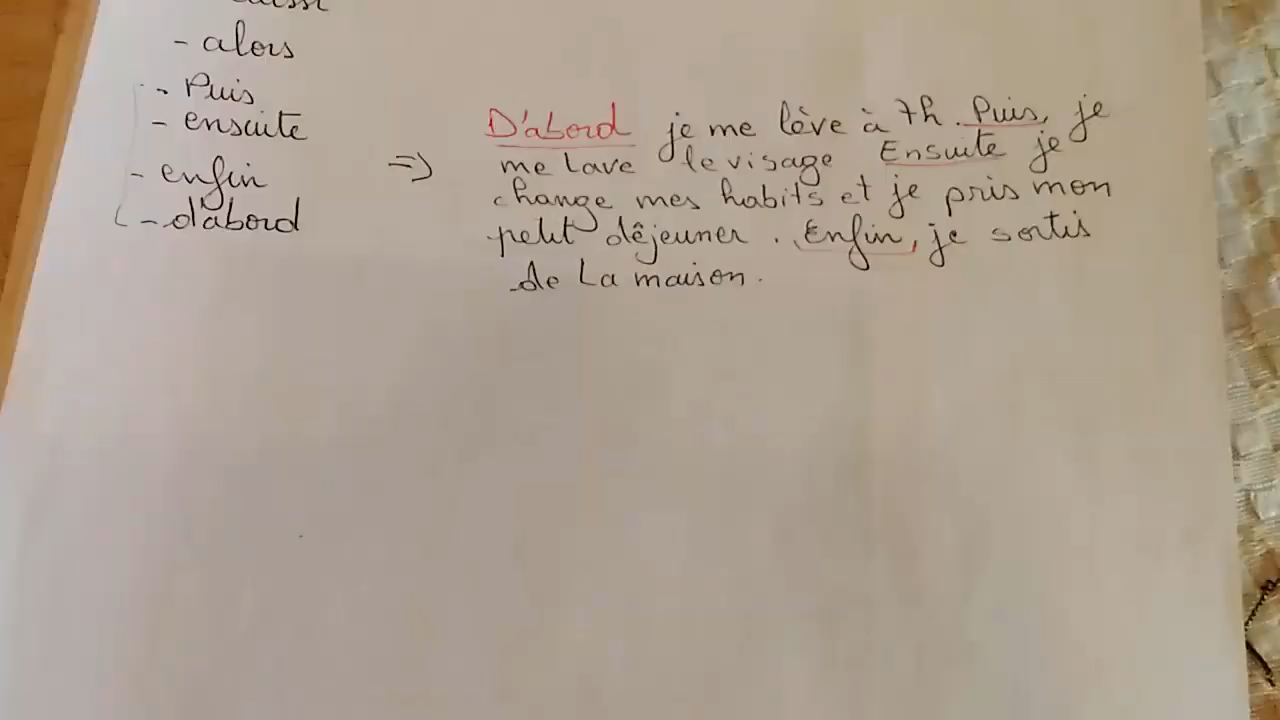 - alors
- Puis
- ensuite
- enfin
- d'abord
=> D'abord je me lève à 7h. Puis, je
me lave le visage Ensuite je
change mes habits et je pris mon
petit déjeuner. Enfin, je sortis
de la maison.